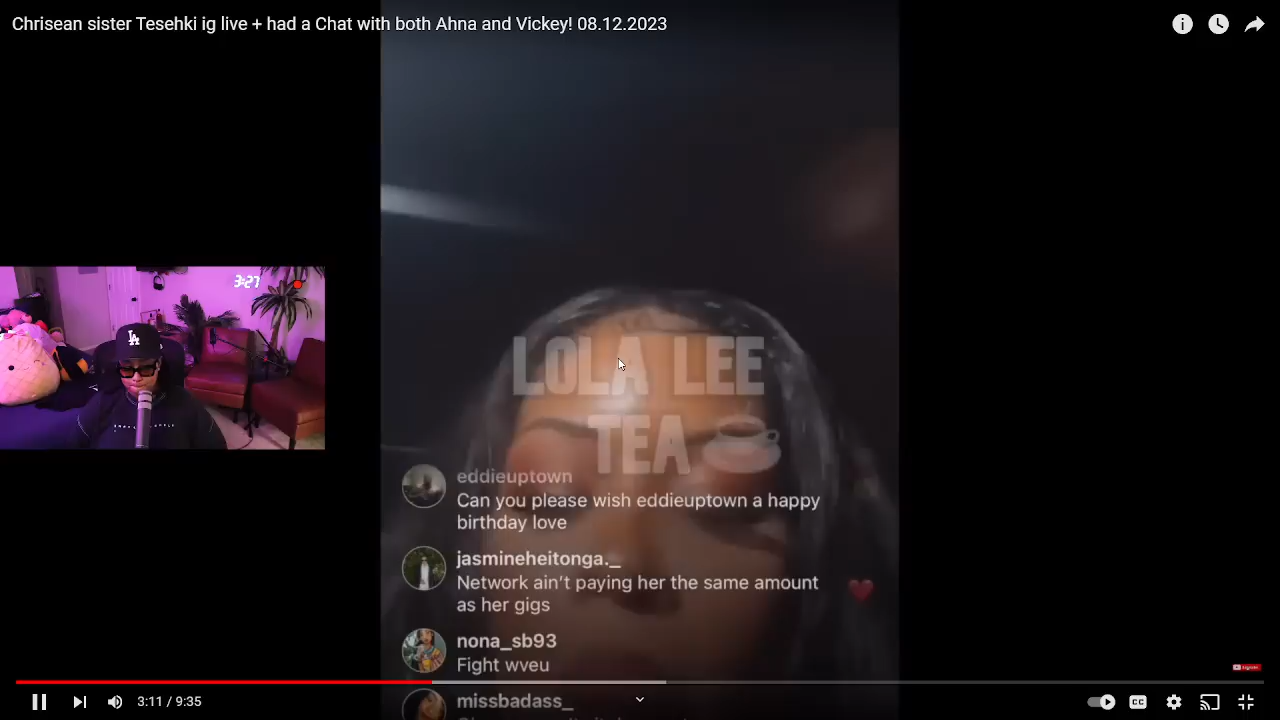 Chrisean sister Tesehki ig live + had a Chat with both Ahna and Vickey! 08.12.2023
3:27
LA
LOLA LEE
TEA
eddieuptown
Can you please wish eddieuptown a happy
birthday love
jasmineheitonga._
Network ain't paying her the same amount
as her gigs
nona_sb93
Fight wveu
missbadass_
3:11 / 9:35
CC